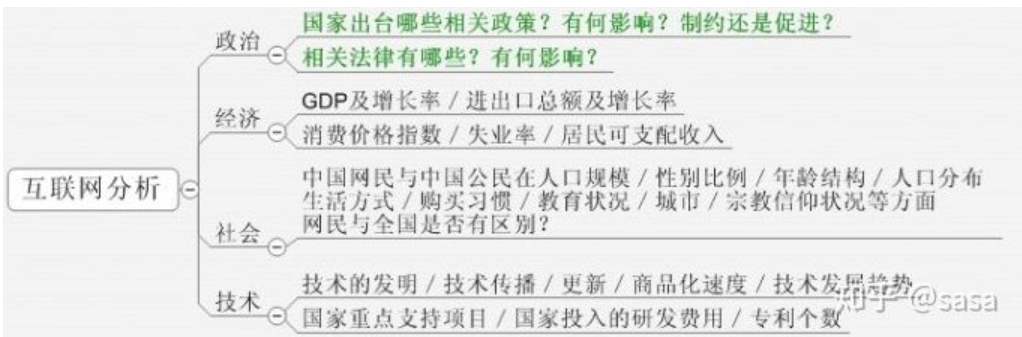 互联网分析
政治
国家出台哪些相关政策？有何影响？制约还是促进？
相关法律有哪些？有何影响？
经济
GDP及增长率 / 进出口总额及增长率
消费价格指数 / 失业率 / 居民可支配收入
社会
中国网民与中国公民在人口规模 / 性别比例 / 年龄结构 / 人口分布
生活方式 / 购买习惯 / 教育状况 / 城市 / 宗教信仰状况等方面
网民与全国是否有区别？
技术
技术的发明 / 技术传播 / 更新 / 商品化速度 / 技术发展趋势
国家重点支持项目 / 国家投入的研发费用 / 专利个数
知乎 @sasa